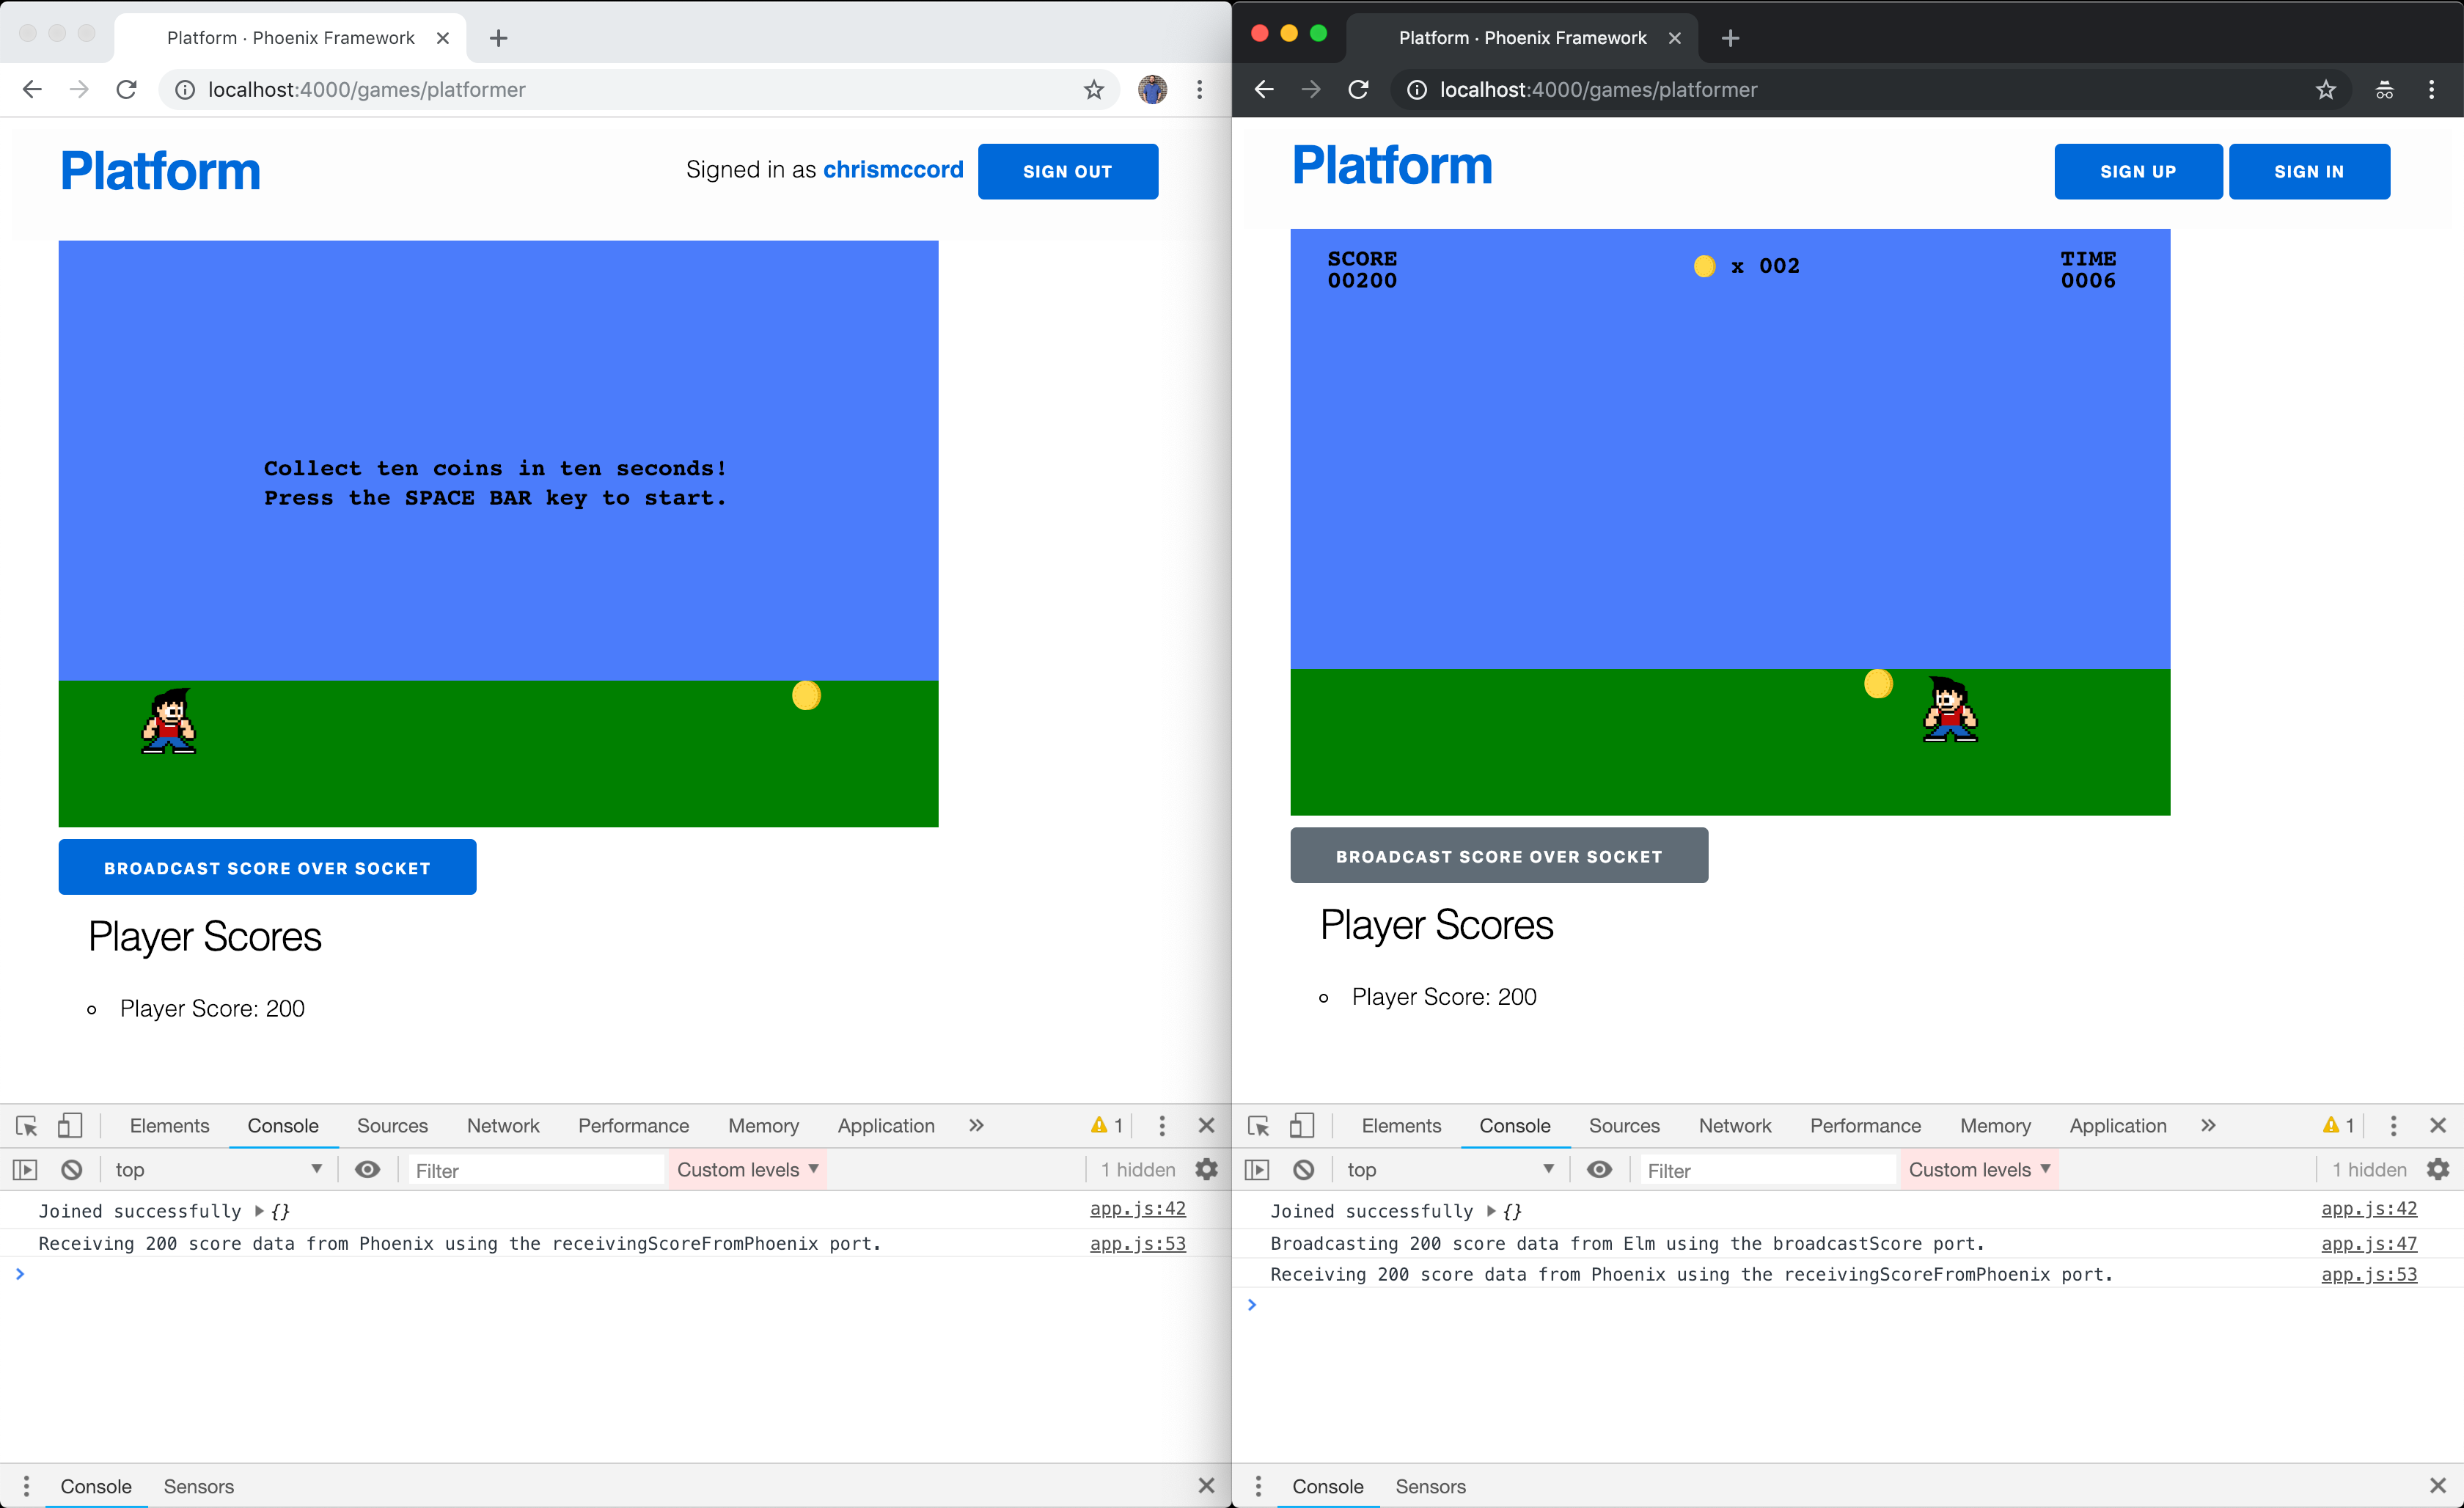 Platform · Phoenix Framework
localhost:4000/games/platformer
Platform
Signed in as chrismccord
SIGN OUT
Collect ten coins in ten seconds!
Press the SPACE BAR key to start.
BROADCAST SCORE OVER SOCKET
Player Scores
Player Score: 200
Elements Console Sources Network Performance Memory Application » 1
top Filter Custom levels 1 hidden
Joined successfully {} app.js:42
Receiving 200 score data from Phoenix using the receivingScoreFromPhoenix port. app.js:53
Console Sensors
Platform · Phoenix Framework
localhost:4000/games/platformer
Platform
SIGN UP SIGN IN
SCORE
00200
x 002
TIME
0006
BROADCAST SCORE OVER SOCKET
Player Scores
Player Score: 200
Elements Console Sources Network Performance Memory Application » 1
top Filter Custom levels 1 hidden
Joined successfully {} app.js:42
Broadcasting 200 score data from Elm using the broadcastScore port. app.js:47
Receiving 200 score data from Phoenix using the receivingScoreFromPhoenix port. app.js:53
Console Sensors